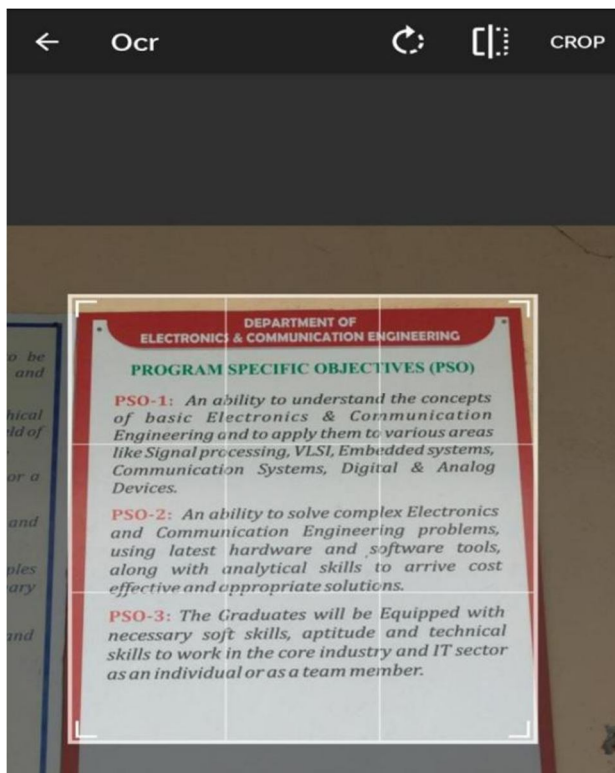 Ocr
CROP
DEPARTMENT OF
ELECTRONICS & COMMUNICATION ENGINEERING
PROGRAM SPECIFIC OBJECTIVES (PSO)
PSO-1: An ability to understand the concepts
of basic Electronics & Communication
Engineering and to apply them to various areas
like Signal processing, VLSI, Embedded systems,
Communication Systems, Digital & Analog
Devices.
PSO-2: An ability to solve complex Electronics
and Communication Engineering problems,
using latest hardware and software tools,
along with analytical skills to arrive cost
effective and appropriate solutions.
PSO-3: The Graduates will be Equipped with
necessary soft skills, aptitude and technical
skills to work in the core industry and IT sector
as an individual or as a team member.
o be
and
ld of
or a
and
and